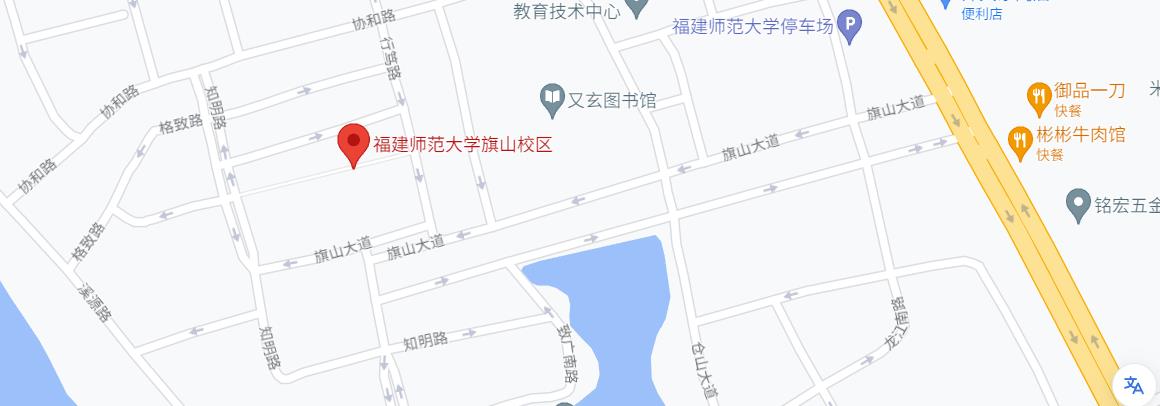 教育技术中心
协和路
福建师范大学停车场
便利店
行笃路
协和路
知明路
又玄图书馆
御品一刀
快餐
旗山大道
格致路
福建师范大学旗山校区
旗山大道
彬彬牛肉馆
快餐
协和路
铭宏五金
格致路
旗山大道
旗山大道
溪源路
知明路
知明路
致广南路
龙江南路
仓山大道